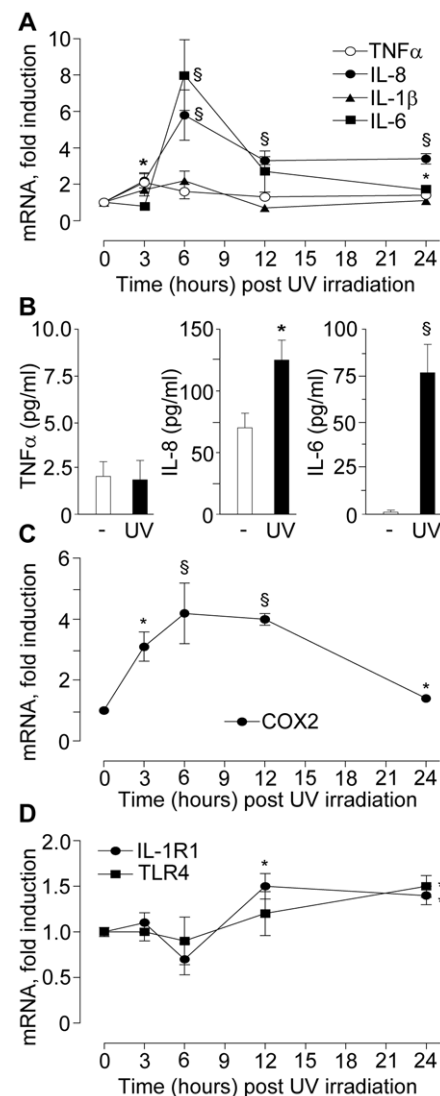 A
10
8
6
4
2
0
mRNA, fold induction
TNFα
IL-8
IL-1β
IL-6
*
§
§
§
§
*
0 3 6 9 12 15 18 21 24
Time (hours) post UV irradiation
B
10.0
7.5
5.0
2.5
0
TNFα (pg/ml)
- UV
150
100
50
0
IL-8 (pg/ml)
*
- UV
100
75
50
25
0
IL-6 (pg/ml)
§
- UV
C
6
4
2
0
mRNA, fold induction
*
§
§
*
COX2
0 3 6 9 12 15 18 21 24
Time (hours) post UV irradiation
D
2.0
1.5
1.0
0.5
0
mRNA, fold induction
IL-1R1
TLR4
*
*
*
0 3 6 9 12 15 18 21 24
Time (hours) post UV irradiation